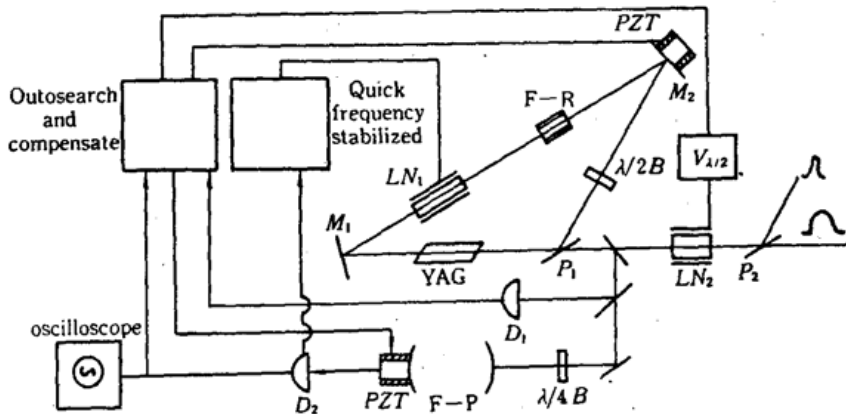 PZT
M₂
Outosearch
and
compensate
Quick
frequency
stabilized
F—R
λ/2B
V λ/2
LN₁
M₁
YAG
P₁
LN₂
P₂
D₁
oscilloscope
D₂
PZT
F—P
λ/4B